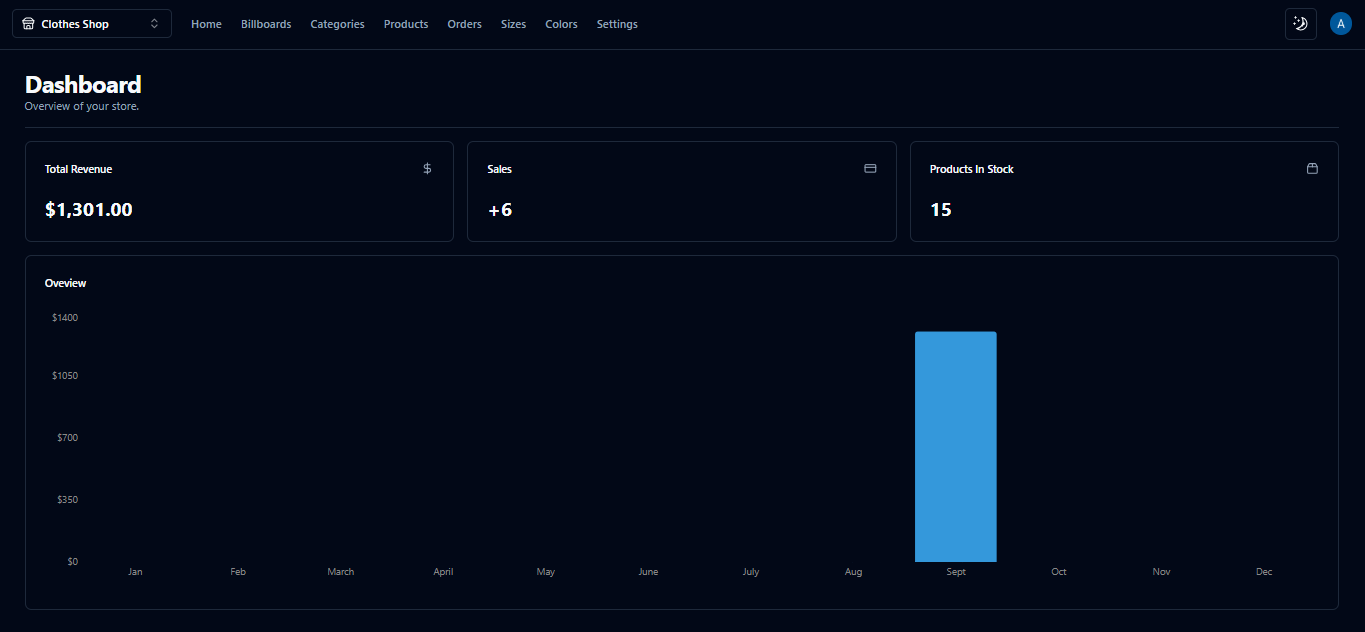 Clothes Shop Home Billboards Categories Products Orders Sizes Colors Settings A
Dashboard
Overview of your store.
Total Revenue $ Sales Products In Stock
$1,301.00 +6 15
Oveview
$1400
$1050
$700
$350
$0
Jan Feb March April May June July Aug Sept Oct Nov Dec